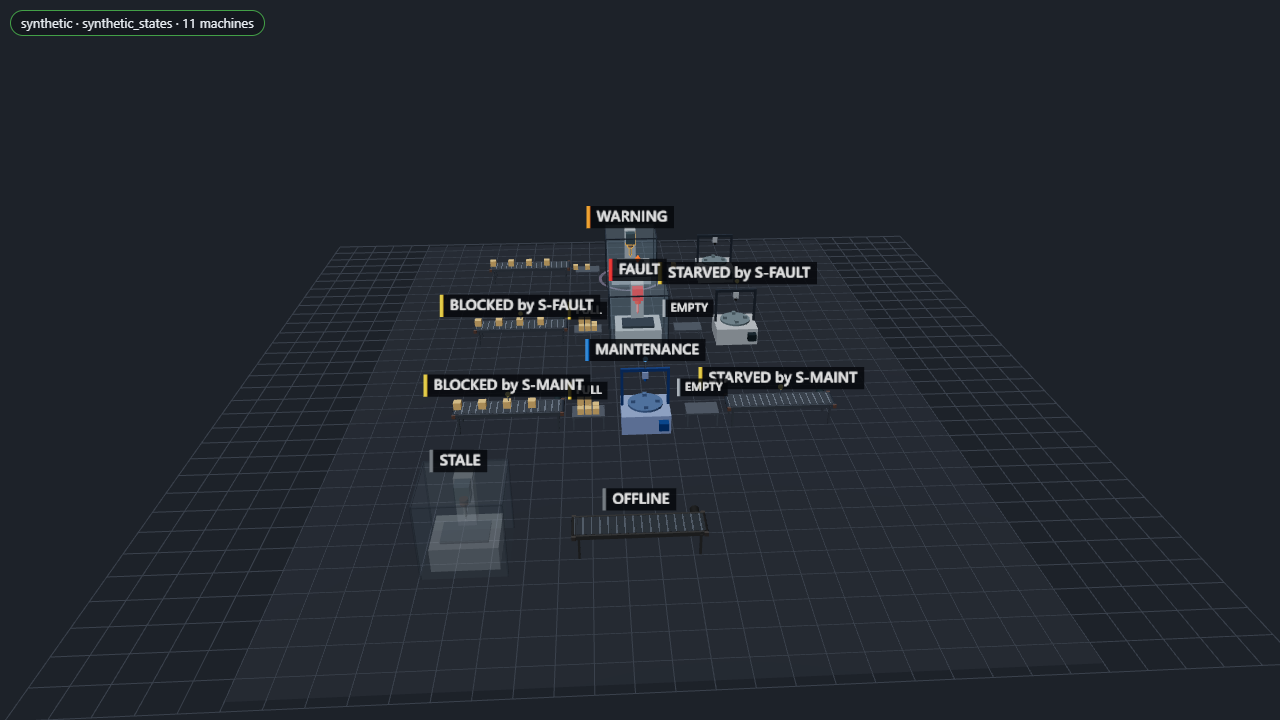 synthetic · synthetic_states · 11 machines
WARNING
FAULT
STARVED by S-FAULT
BLOCKED by S-FAULT
EMPTY
MAINTENANCE
STARVED by S-MAINT
BLOCKED by S-MAINT
EMPTY
STALE
OFFLINE